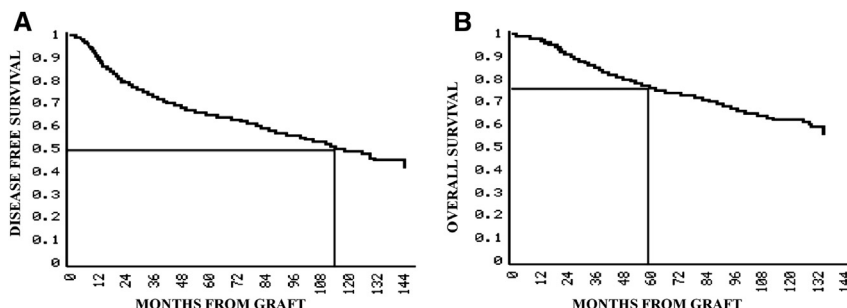 A
DISEASE FREE SURVIVAL
1
0.9
0.8
0.7
0.6
0.5
0.4
0.3
0.2
0.1
0
0 12 24 36 48 60 72 84 96 108 120 132 144
MONTHS FROM GRAFT
B
OVERALL SURVIVAL
1
0.9
0.8
0.7
0.6
0.5
0.4
0.3
0.2
0.1
0
0 12 24 36 48 60 72 84 96 108 120 132 144
MONTHS FROM GRAFT